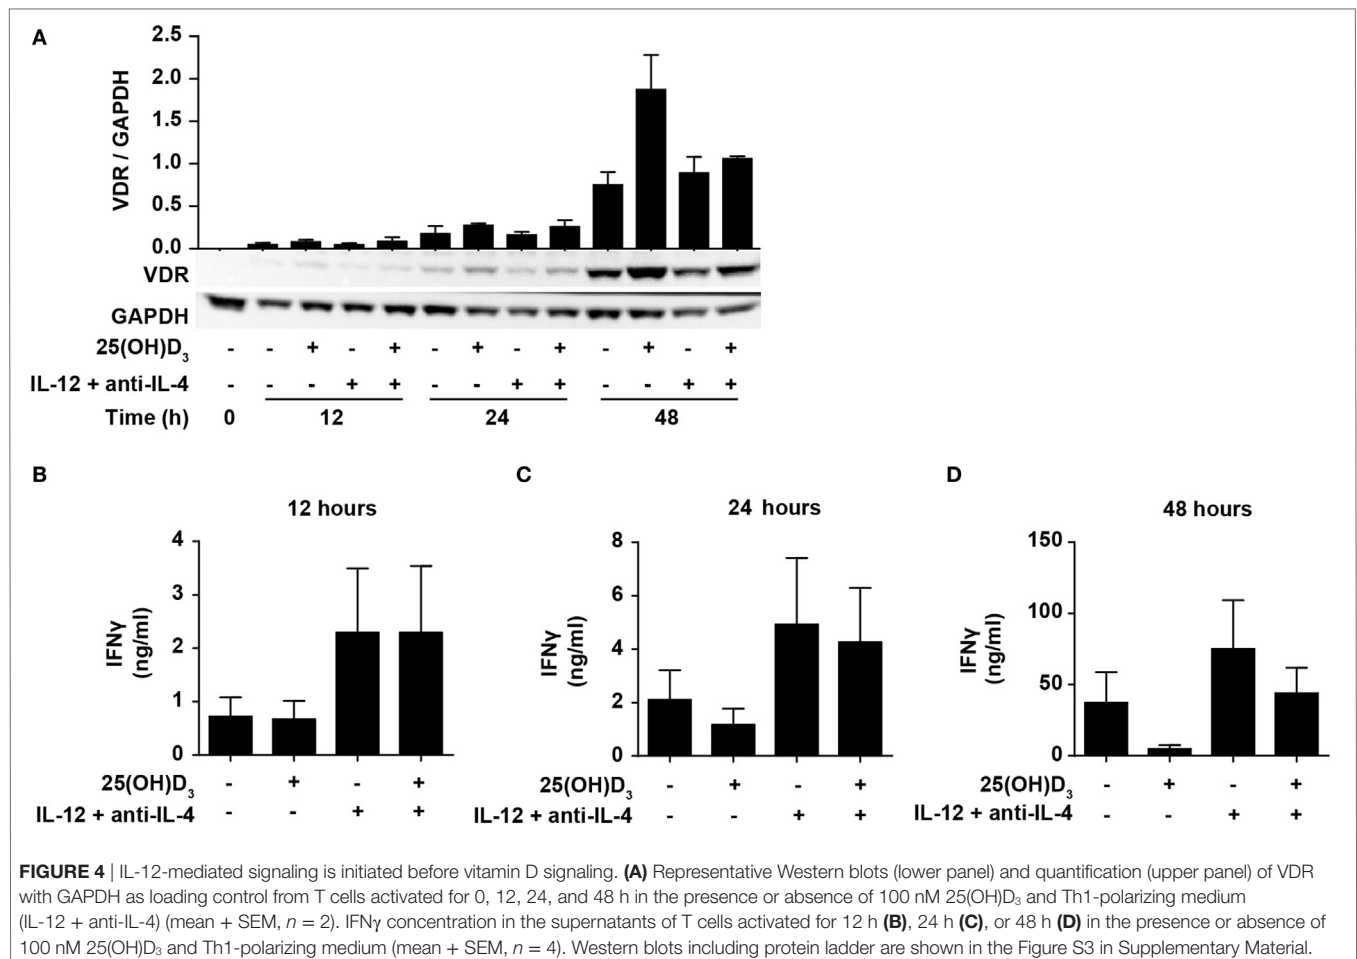 A
2.5
2.0
1.5
1.0
0.5
0.0
VDR / GAPDH
VDR
GAPDH
25(OH)D₃ - - + - + - + - + - + - +
IL-12 + anti-IL-4 - - - + + - - + + - - + +
Time (h) 0 12 24 48
B
12 hours
4
3
2
1
0
IFNγ
(ng/ml)
25(OH)D₃ - + - +
IL-12 + anti-IL-4 - - + +
C
24 hours
8
6
4
2
0
IFNγ
(ng/ml)
25(OH)D₃ - + - +
IL-12 + anti-IL-4 - - + +
D
48 hours
150
100
50
0
IFNγ
(ng/ml)
25(OH)D₃ - + - +
IL-12 + anti-IL-4 - - + +
FIGURE 4 | IL-12-mediated signaling is initiated before vitamin D signaling. (A) Representative Western blots (lower panel) and quantification (upper panel) of VDR
with GAPDH as loading control from T cells activated for 0, 12, 24, and 48 h in the presence or absence of 100 nM 25(OH)D₃ and Th1-polarizing medium
(IL-12 + anti-IL-4) (mean + SEM, n = 2). IFNγ concentration in the supernatants of T cells activated for 12 h (B), 24 h (C), or 48 h (D) in the presence or absence of
100 nM 25(OH)D₃ and Th1-polarizing medium (mean + SEM, n = 4). Western blots including protein ladder are shown in the Figure S3 in Supplementary Material.